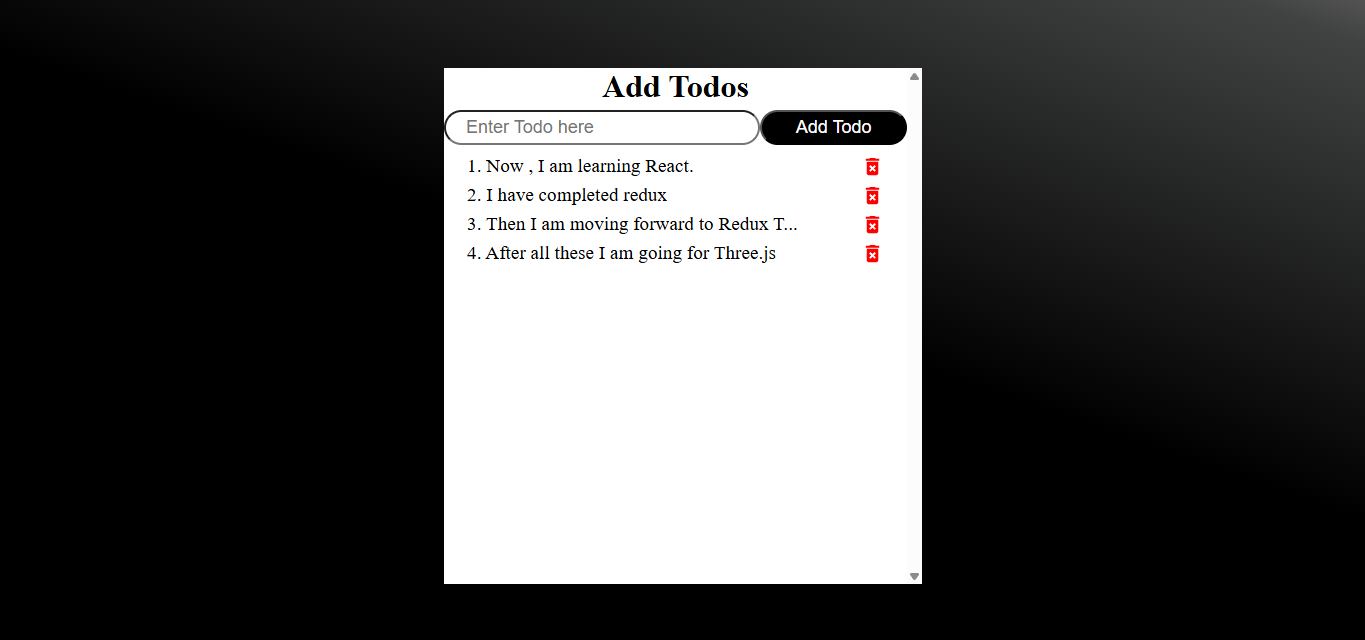 Add Todos
Enter Todo here
Add Todo
1. Now , I am learning React.
2. I have completed redux
3. Then I am moving forward to Redux T...
4. After all these I am going for Three.js